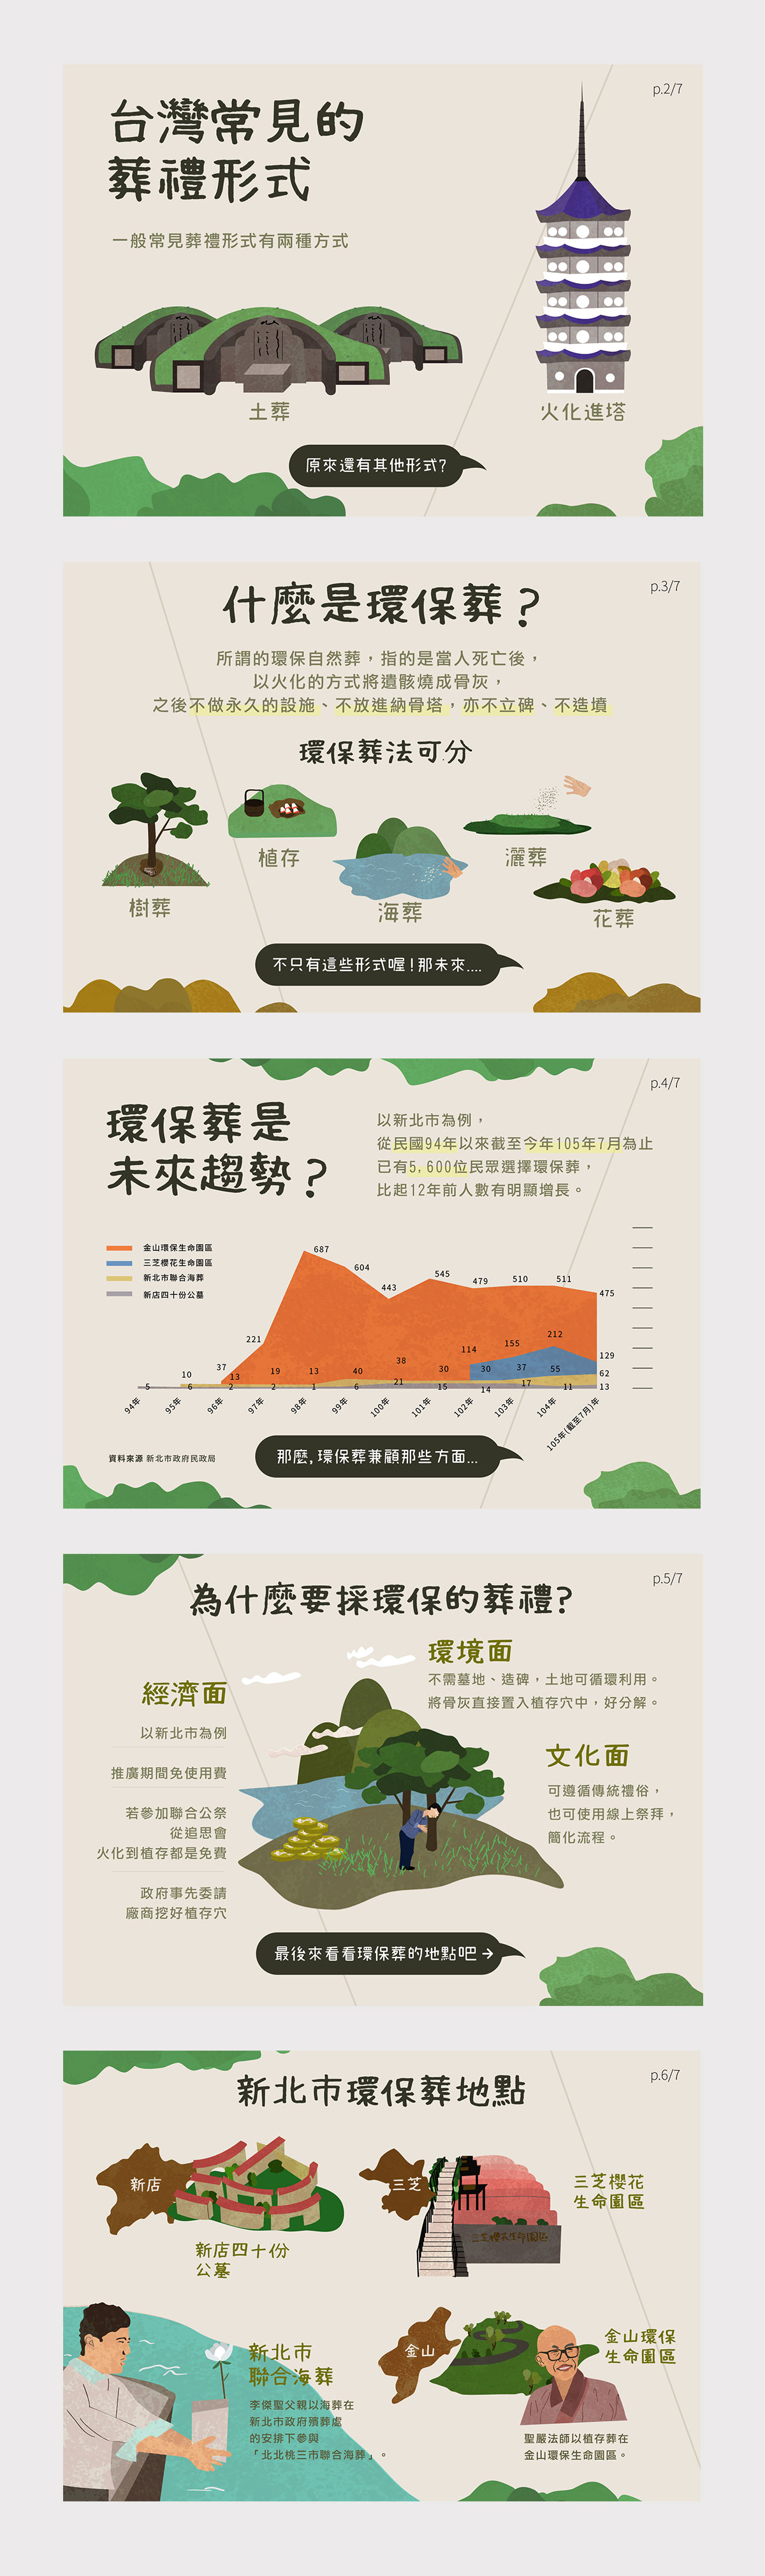 p.2/7
台灣常見的
葬禮形式
一般常見葬禮形式有兩種方式
土葬
火化進塔
原來還有其他形式?
p.3/7
什麼是環保葬?
所謂的環保自然葬,指的是當人死亡後,
以火化的方式將遺骸燒成骨灰,
之後不做永久的設施、不放進納骨塔,亦不立碑、不造墳
環保葬法可分
樹葬
植存
海葬
灑葬
花葬
不只有這些形式喔!那未來....
p.4/7
環保葬是
未來趨勢?
以新北市為例,
從民國94年以來截至今年105年7月為止
已有5,600位民眾選擇環保葬,
比起12年前人數有明顯增長。
金山環保生命園區
三芝櫻花生命園區
新北市聯合海葬
新店四十份公墓
687
604
443
545
479
510
511
475
221
212
155
114
129
37
13
10
19
13
40
38
30
30
37
55
62
5
6
2
2
1
6
21
15
14
17
11
13
94年
95年
96年
97年
98年
99年
100年
101年
102年
103年
104年
105年(截至7月)年
資料來源 新北市政府民政局
那麼,環保葬兼顧那些方面...
p.5/7
為什麼要採環保的葬禮?
環境面
不需墓地、造碑,土地可循環利用。
將骨灰直接置入植存穴中,好分解。
經濟面
以新北市為例
推廣期間免使用費
若參加聯合公祭
從追思會
火化到植存都是免費
政府事先委請
廠商挖好植存穴
文化面
可遵循傳統禮俗,
也可使用線上祭拜,
簡化流程。
最後來看看環保葬的地點吧→
p.6/7
新北市環保葬地點
新店
新店四十份
公墓
三芝
三芝櫻花生命園區
三芝櫻花
生命園區
新北市
聯合海葬
李傑聖父親以海葬在
新北市政府殯葬處
的安排下參與
「北北桃三市聯合海葬」。
金山
金山環保
生命園區
聖嚴法師以植存葬在
金山環保生命園區。